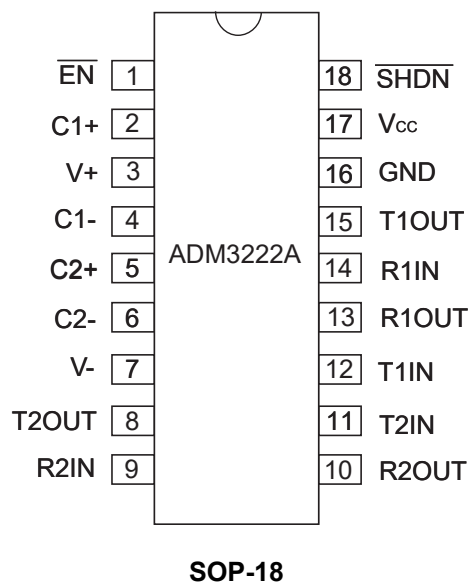 EN 1 18 SHDN
C1+ 2 17 Vcc
V+ 3 16 GND
C1- 4 15 T1OUT
ADM3222A
C2+ 5 14 R1IN
C2- 6 13 R1OUT
V- 7 12 T1IN
T2OUT 8 11 T2IN
R2IN 9 10 R2OUT
SOP-18